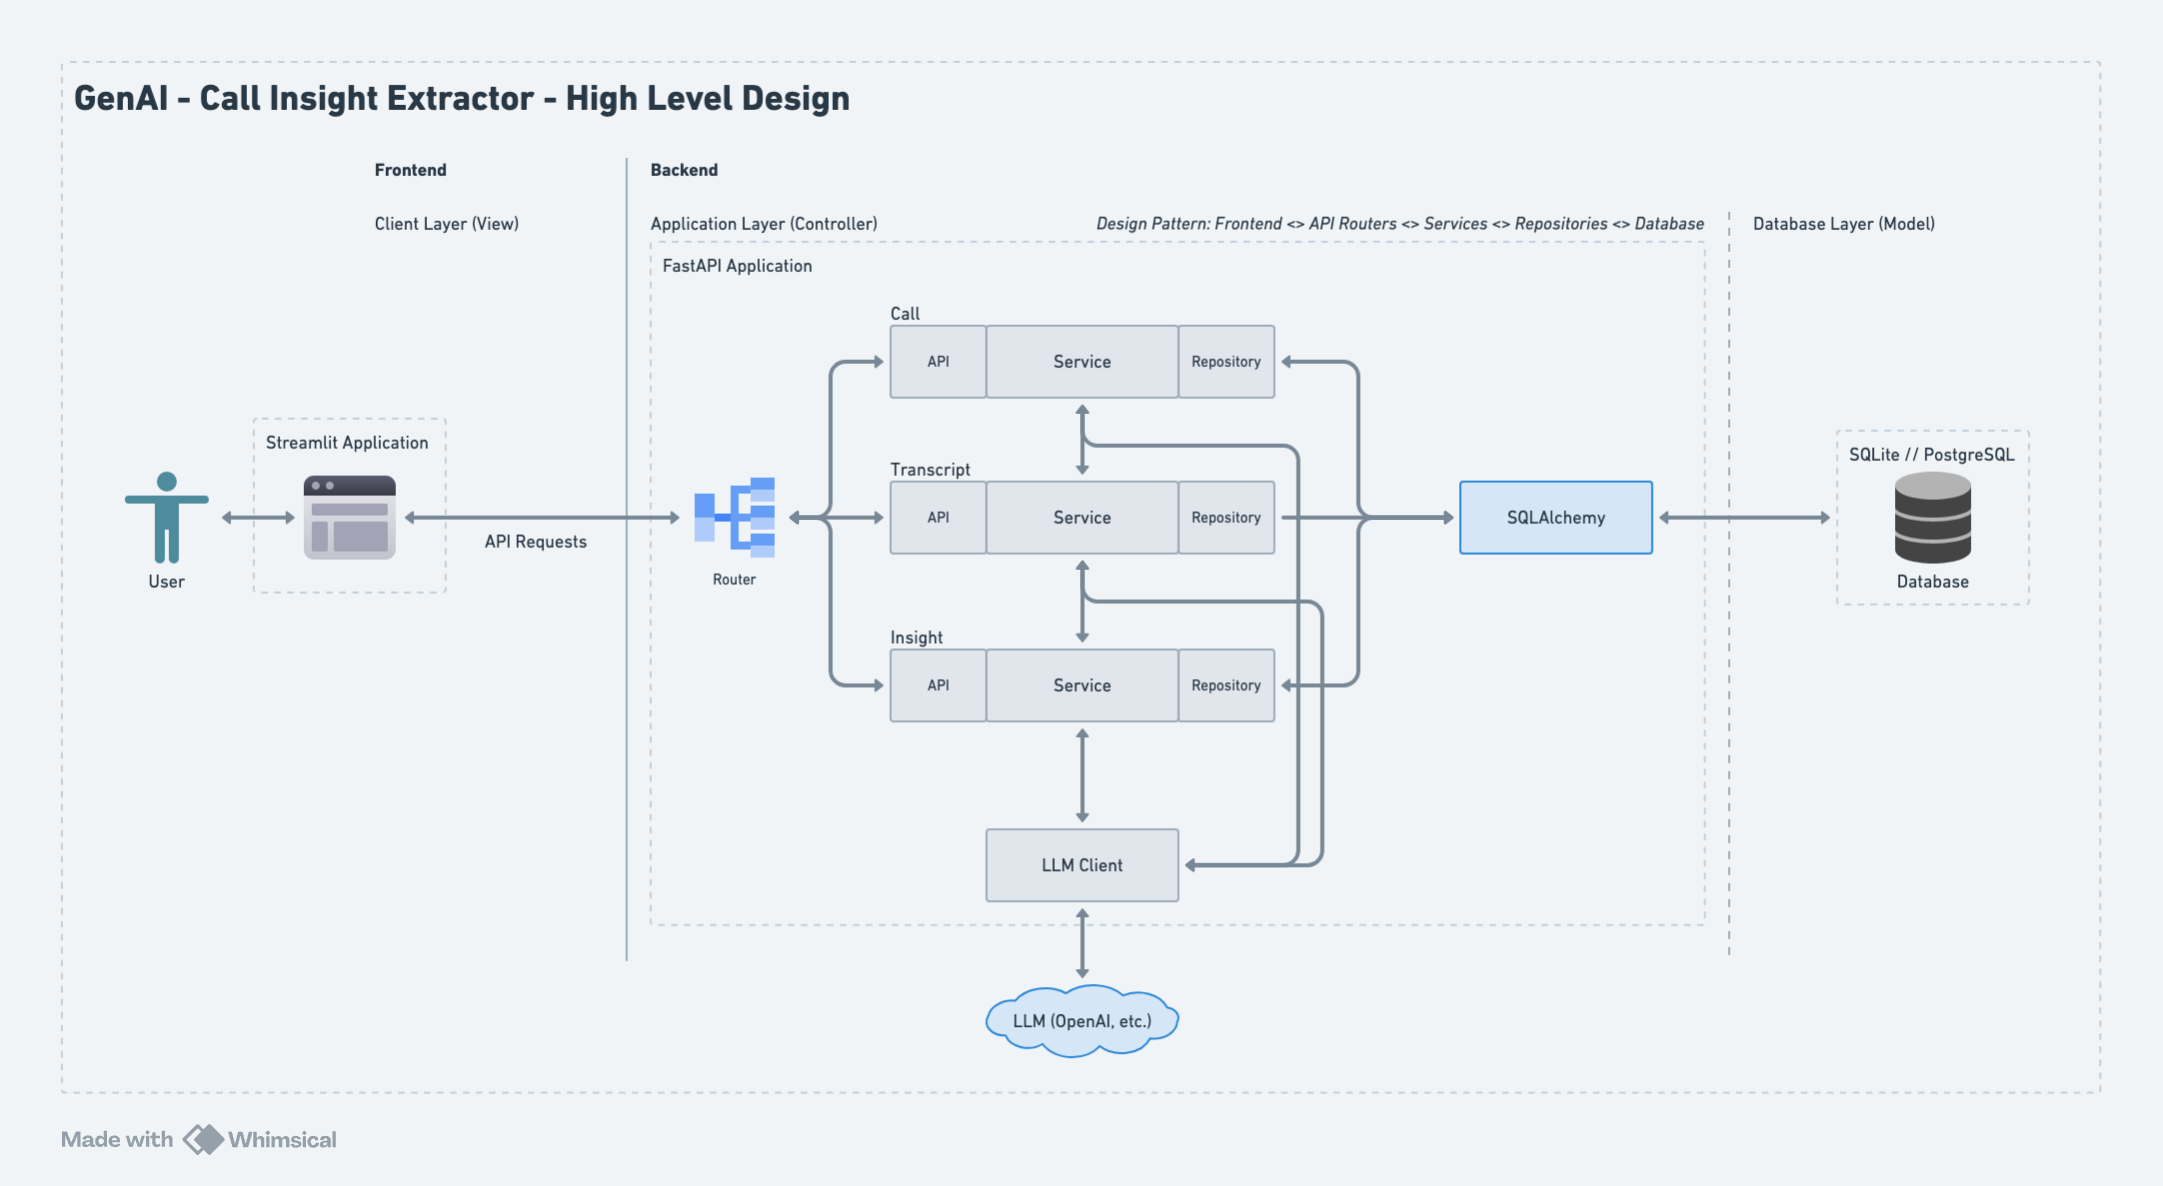 GenAI - Call Insight Extractor - High Level Design
Frontend
Backend
Client Layer (View)
Application Layer (Controller)
Design Pattern: Frontend <> API Routers <> Services <> Repositories <> Database
Database Layer (Model)
FastAPI Application
Call
API
Service
Repository
Streamlit Application
User
API Requests
Router
Transcript
API
Service
Repository
SQLAlchemy
SQLite // PostgreSQL
Database
Insight
API
Service
Repository
LLM Client
LLM (OpenAI, etc.)
Made with Whimsical